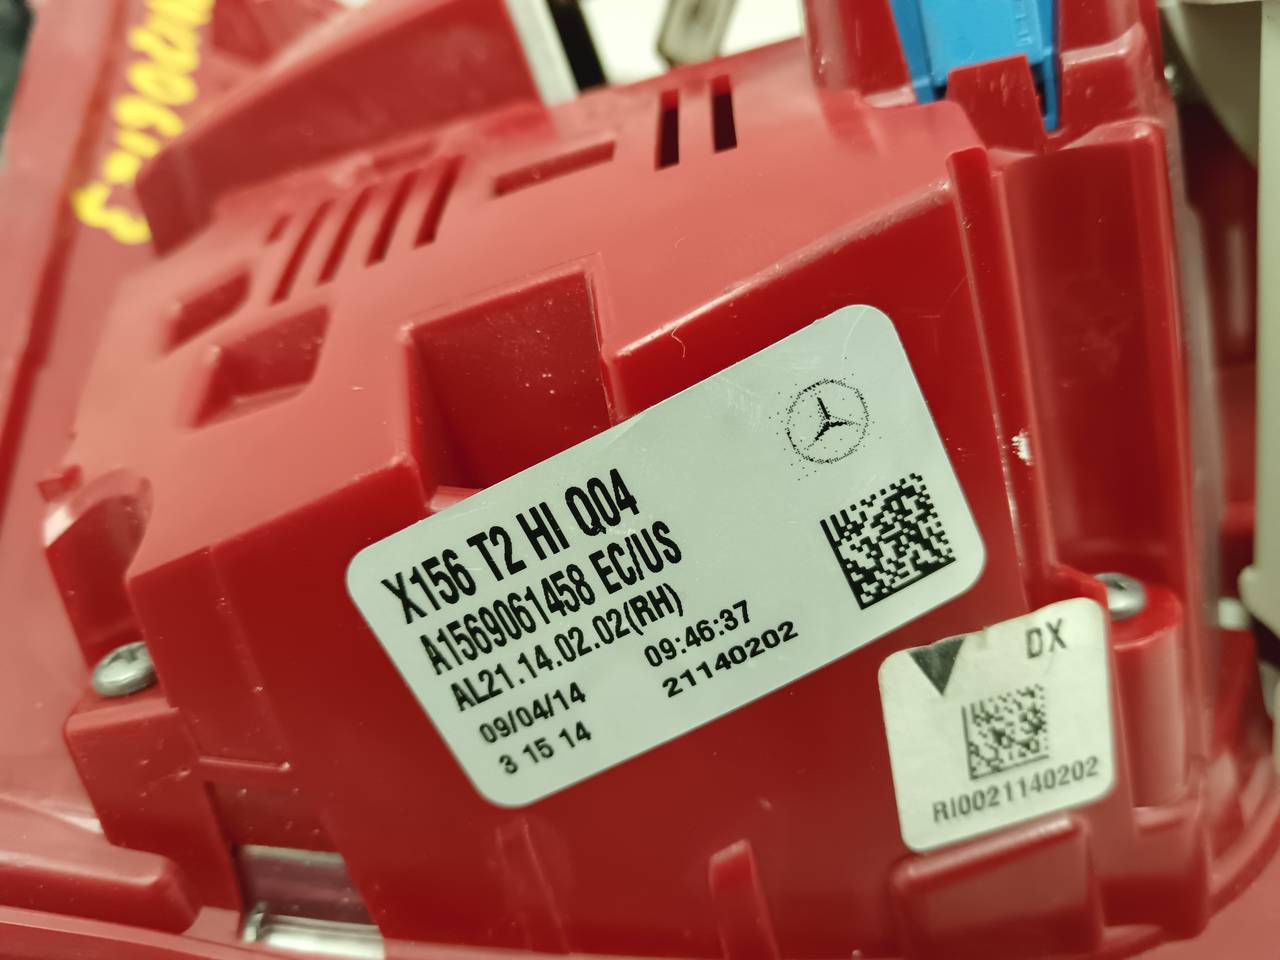 X156 T2 HI Q04
A1569061458 EC/US
AL21.14.02.02(RH)
09/04/14 09:46:37
3 15 14 21140202
DX
RI0021140202